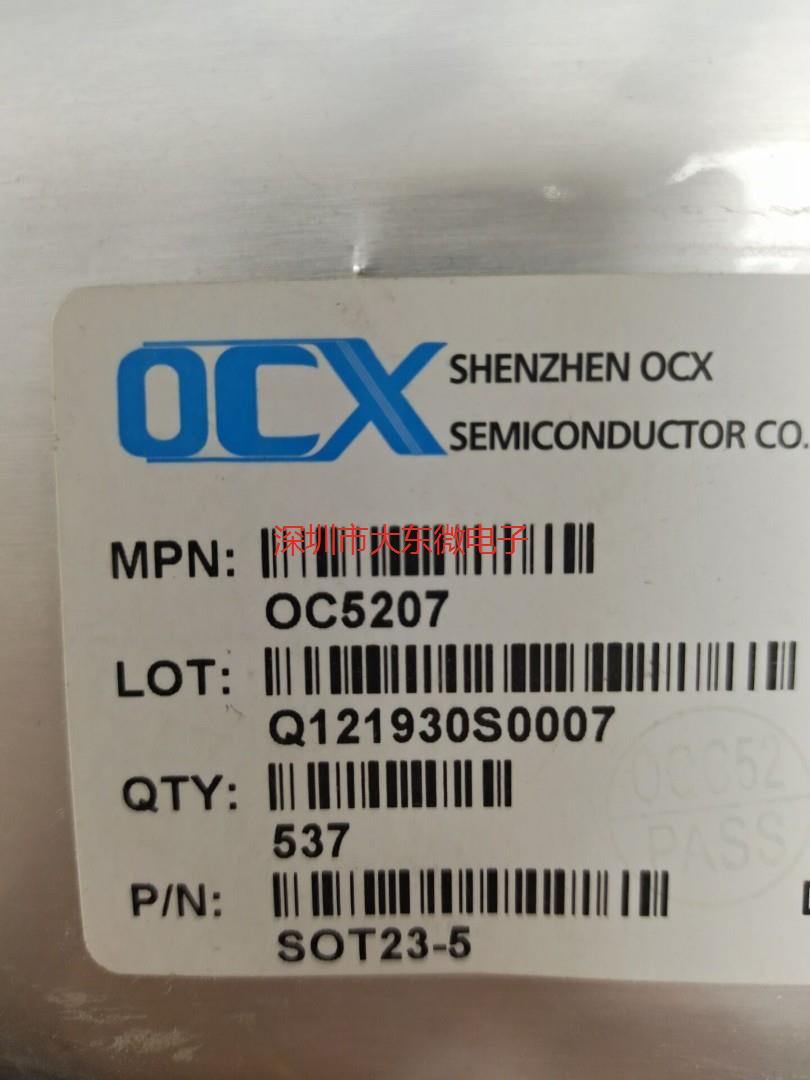 OCX
SHENZHEN OCX
SEMICONDUCTOR CO.
深圳市大东微电子
MPN:
OC5207
LOT:
Q121930S0007
QTY:
537
OCC52
PASS
P/N:
SOT23-5